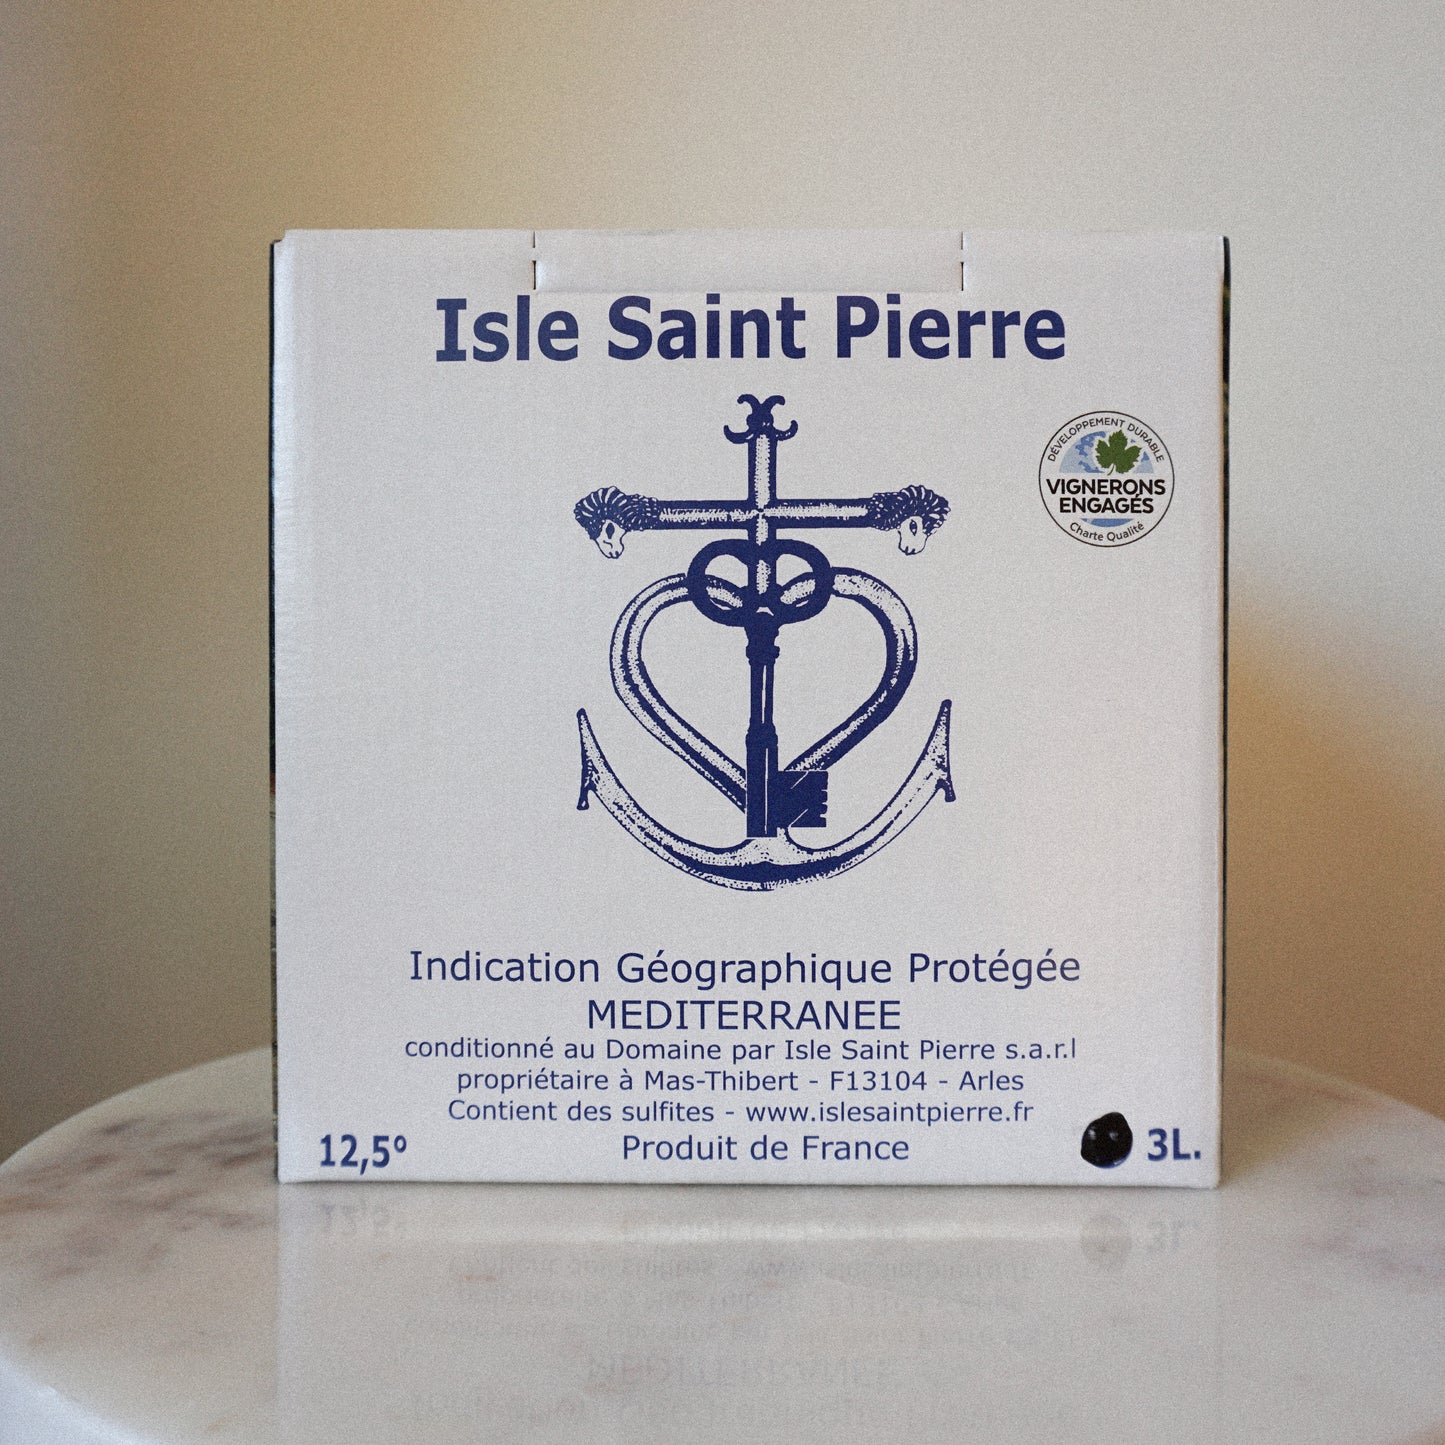 Isle Saint Pierre
DÉVELOPPEMENT DURABLE
VIGNERONS
ENGAGÉS
Charte Qualité
Indication Géographique Protégée
MEDITERRANEE
conditionné au Domaine par Isle Saint Pierre s.a.r.l
propriétaire à Mas-Thibert - F13104 - Arles
Contient des sulfites - www.islesaintpierre.fr
12,5º
Produit de France
3L.